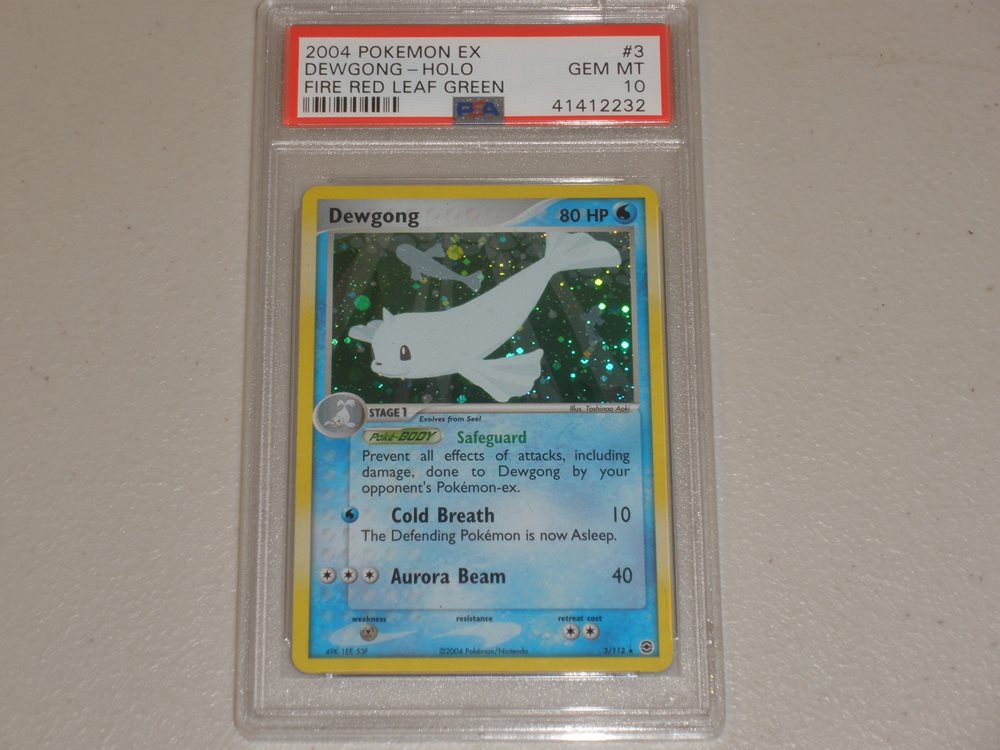 2004 POKEMON EX #3
DEWGONG - HOLO GEM MT
FIRE RED LEAF GREEN 10
PSA 41412232
Dewgong 80 HP
Illus. Toshinao Aoki
STAGE 1 Evolves from Seel
Poké-BODY Safeguard
Prevent all effects of attacks, including
damage, done to Dewgong by your
opponent's Pokémon-ex.
Cold Breath 10
The Defending Pokémon is now Asleep.
Aurora Beam 40
weakness resistance retreat cost
49K 1EE 53F ©2004 Pokémon/Nintendo 3/112 ★